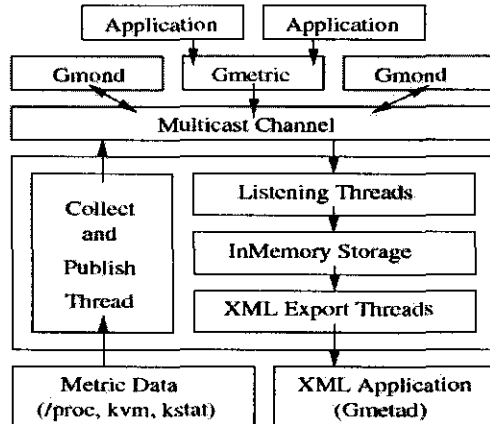 Application
Application
Gmond
Gmetric
Gmond
Multicast Channel
Collect
and
Publish
Thread
Listening Threads
InMemory Storage
XML Export Threads
Metric Data
(/proc, kvm, kstat)
XML Application
(Gmetad)